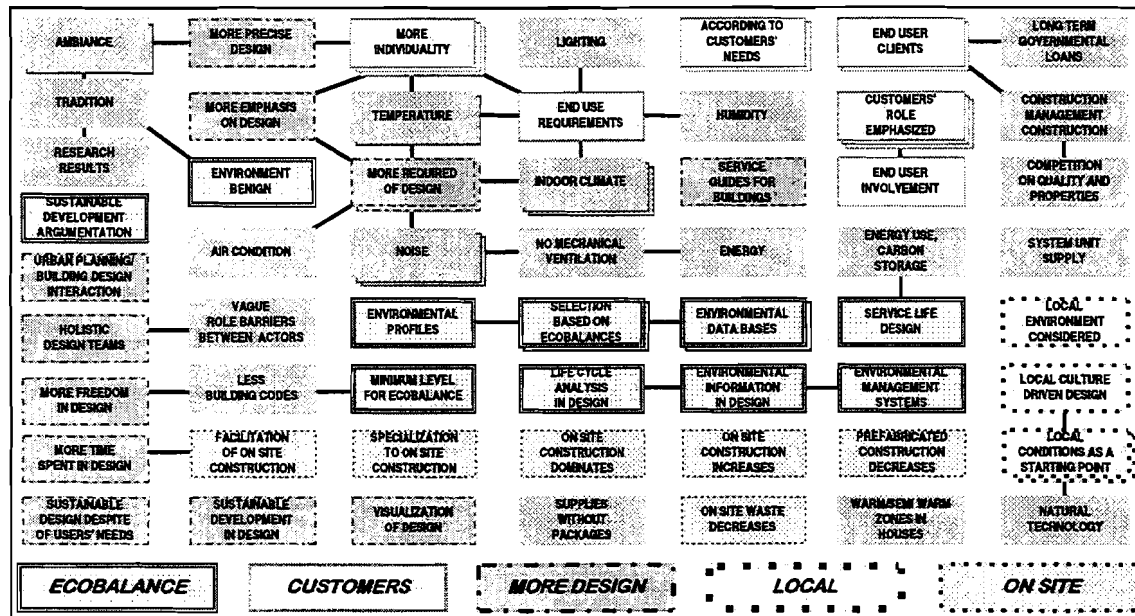 AMBIANCE
MORE PRECISE
DESIGN
MORE
INDIVIDUALITY
LIGHTING
ACCORDING TO
CUSTOMERS'
NEEDS
END USER
CLIENTS
LONG TERM
GOVERNMENTAL
LOANS
TRADITION
MORE EMPHASIS
ON DESIGN
TEMPERATURE
END USE
REQUIREMENTS
HUMIDITY
CUSTOMERS'
ROLE
EMPHASIZED
CONSTRUCTION
MANAGEMENT
CONSTRUCTION
RESEARCH
RESULTS
ENVIRONMENT
BENIGN
MORE REQUIRED
OF DESIGN
INDOOR CLIMATE
SERVICE
GUIDES FOR
BUILDINGS
END USER
INVOLVEMENT
COMPETITION
ON QUALITY AND
PROPERTIES
SUSTAINABLE
DEVELOPMENT
ARGUMENTATION
AIR CONDITION
NOISE
NO MECHANICAL
VENTILATION
ENERGY
ENERGY USE,
CARBON
STORAGE
SYSTEM UNIT
SUPPLY
URBAN PLANNING/
BUILDING DESIGN
INTERACTION
VAGUE
ROLE BARRIERS
BETWEEN ACTORS
ENVIRONMENTAL
PROFILES
SELECTION
BASED ON
ECOBALANCES
ENVIRONMENTAL
DATA BASES
SERVICE LIFE
DESIGN
LOCAL
ENVIRONMENT
CONSIDERED
HOLISTIC
DESIGN TEAMS
MORE FREEDOM
IN DESIGN
LESS
BUILDING CODES
MINIMUM LEVEL
FOR ECOBALANCE
LIFE CYCLE
ANALYSIS
IN DESIGN
ENVIRONMENTAL
INFORMATION
IN DESIGN
ENVIRONMENTAL
MANAGEMENT
SYSTEMS
LOCAL CULTURE
DRIVEN DESIGN
MORE TIME
SPENT IN DESIGN
FACILITATION
OF ON SITE
CONSTRUCTION
SPECIALIZATION
TO ON SITE
CONSTRUCTION
ON SITE
CONSTRUCTION
DOMINATES
ON SITE
CONSTRUCTION
INCREASES
PREFABRICATED
CONSTRUCTION
DECREASES
LOCAL
CONDITIONS AS A
STARTING POINT
SUSTAINABLE
DESIGN DESPITE
OF USERS' NEEDS
SUSTAINABLE
DEVELOPMENT
IN DESIGN
VISUALIZATION
OF DESIGN
SUPPLIES
WITHOUT
PACKAGES
ON SITE WASTE
DECREASES
WARM/SEMI WARM
ZONES IN
HOUSES
NATURAL
TECHNOLOGY
ECOBALANCE
CUSTOMERS
MORE DESIGN
LOCAL
ON SITE